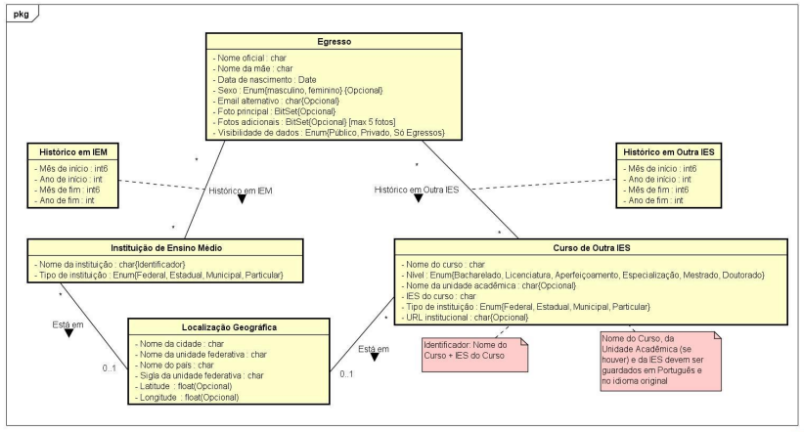 pkg
Egresso
- Nome oficial : char
- Nome da mãe : char
- Data de nascimento : Date
- Sexo : Enum{masculino, feminino} {Optional}
- Email alternativo : char{Optional}
- Foto principal : BitSet{Optional}
- Fotos adicionais : BitSet{Optional} [max 5 fotos]
- Visibilidade de dados : Enum{Público, Privado, Só Egressos}
Histórico em IEM
- Mês de início : int6
- Ano de início : int
- Mês de fim : int6
- Ano de fim : int
Histórico em Outra IES
- Mês de início : int6
- Ano de início : int
- Mês de fim : int6
- Ano de fim : int
*
*
Histórico em IEM
Histórico em Outra IES
*
*
Instituição de Ensino Médio
- Nome da instituição : char{Identificador}
- Tipo de instituição : Enum{Federal, Estadual, Municipal, Particular}
Curso de Outra IES
- Nome do curso : char
- Nível : Enum{Bacharelado, Licenciatura, Aperfeiçoamento, Especialização, Mestrado, Doutorado}
- Nome da unidade acadêmica : char{Optional}
- IES do curso : char
- Tipo de instituição : Enum{Federal, Estadual, Municipal, Particular}
- URL institucional : char{Optional}
*
*
Está em
Está em
0..1
0..1
Localização Geográfica
- Nome da cidade : char
- Nome da unidade federativa : char
- Nome do país : char
- Sigla da unidade federativa : char
- Latitude : float(Opcional)
- Longitude : float(Opcional)
Identificador: Nome do
Curso + IES do Curso
Nome do Curso, da
Unidade Acadêmica (se
houver) e da IES devem ser
guardados em Português e
no idioma original